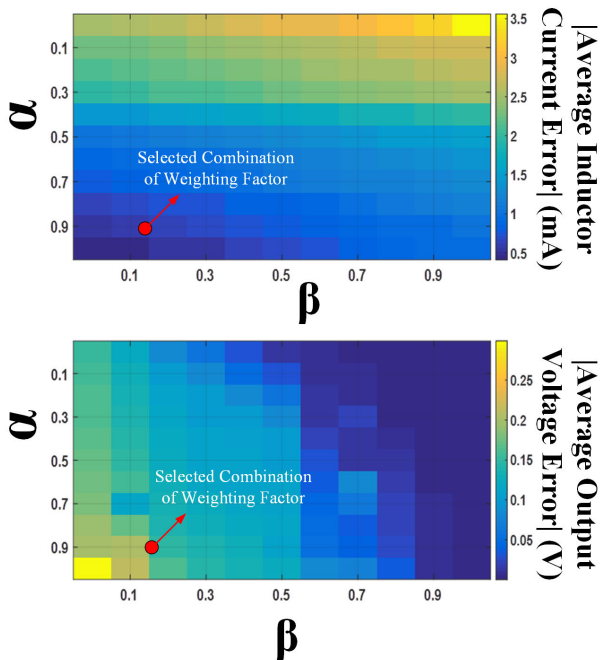 0.1
0.3
0.5
0.7
0.9
α
Selected Combination
of Weighting Factor
0.1
0.3
0.5
0.7
0.9
β
3.5
3
2.5
2
1.5
1
0.5
|Average Inductor
Current Error| (mA)
0.1
0.3
0.5
0.7
0.9
α
Selected Combination
of Weighting Factor
0.1
0.3
0.5
0.7
0.9
β
0.25
0.2
0.15
0.1
0.05
|Average Output
Voltage Error| (V)